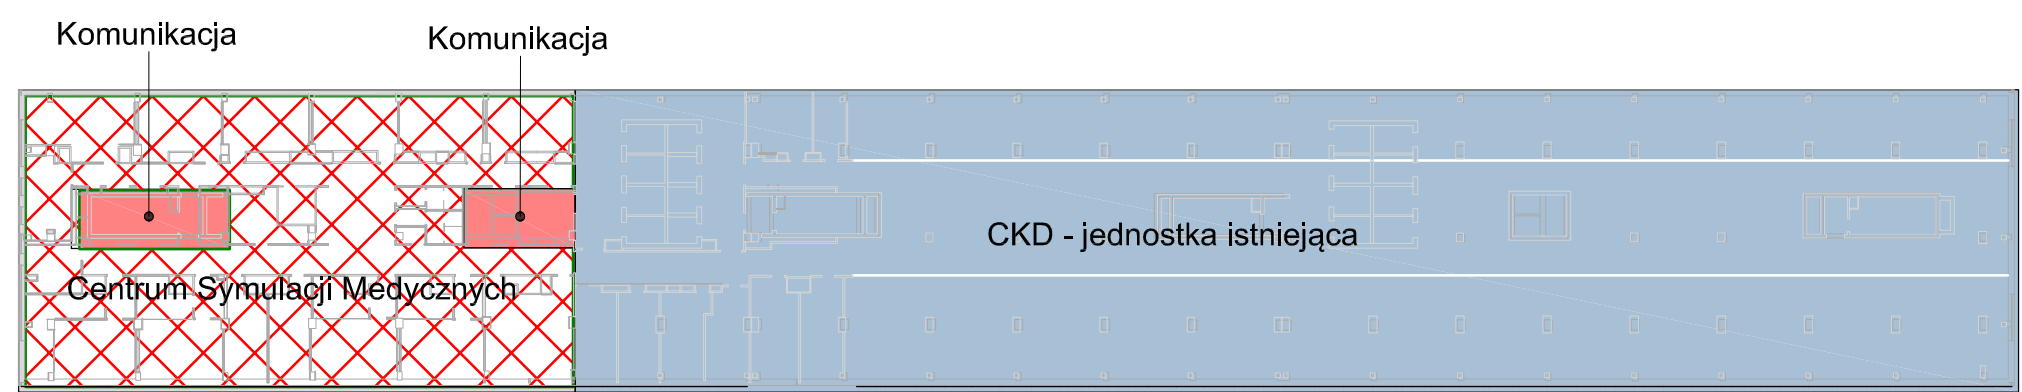 Komunikacja
Komunikacja
CKD - jednostka istniejąca
Centrum Symulacji Medycznych